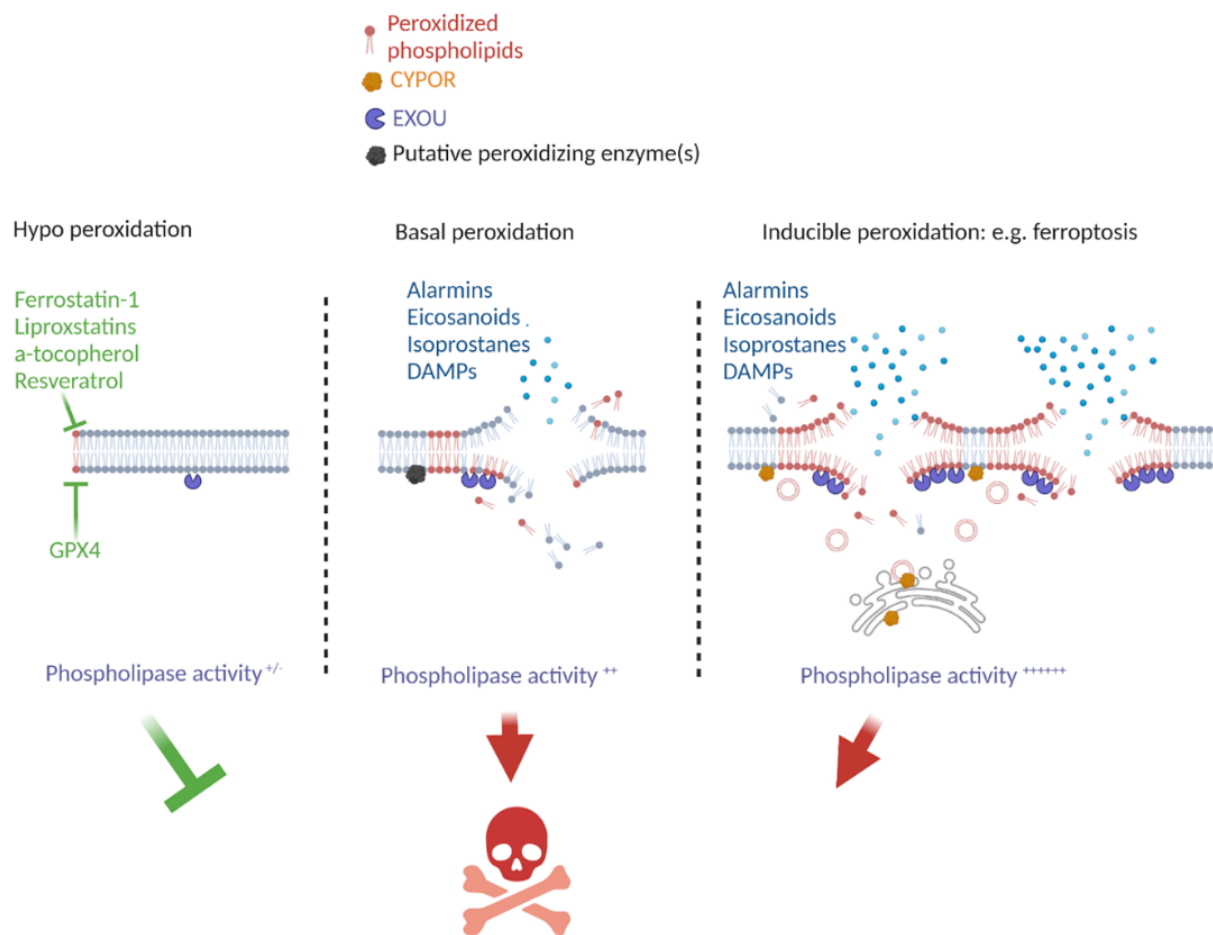 Peroxidized
phospholipids
CYPOR
EXOU
Putative peroxidizing enzyme(s)
Hypo peroxidation
Basal peroxidation
Inducible peroxidation: e.g. ferroptosis
Ferrostatin-1
Liproxstatins
a-tocopherol
Resveratrol
GPX4
Alarmins
Eicosanoids
Isoprostanes
DAMPs
Alarmins
Eicosanoids
Isoprostanes
DAMPs
Phospholipase activity +/-
Phospholipase activity ++
Phospholipase activity ++++++